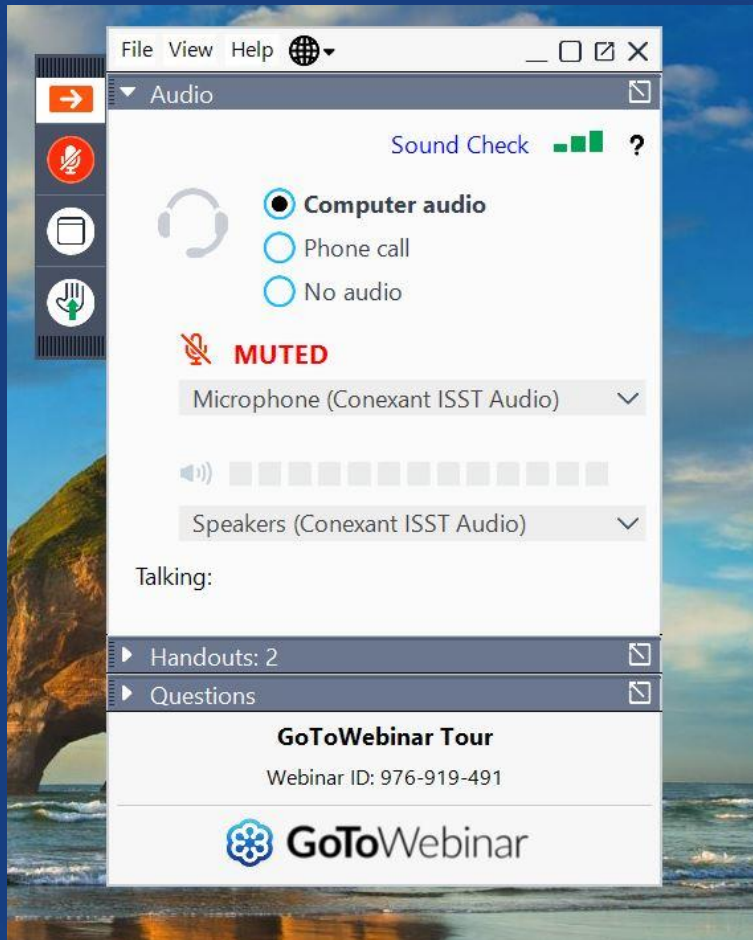 File View Help
Audio
Sound Check ?
Computer audio
Phone call
No audio
MUTED
Microphone (Conexant ISST Audio)
Speakers (Conexant ISST Audio)
Talking:
Handouts: 2
Questions
GoToWebinar Tour
Webinar ID: 976-919-491
GoToWebinar